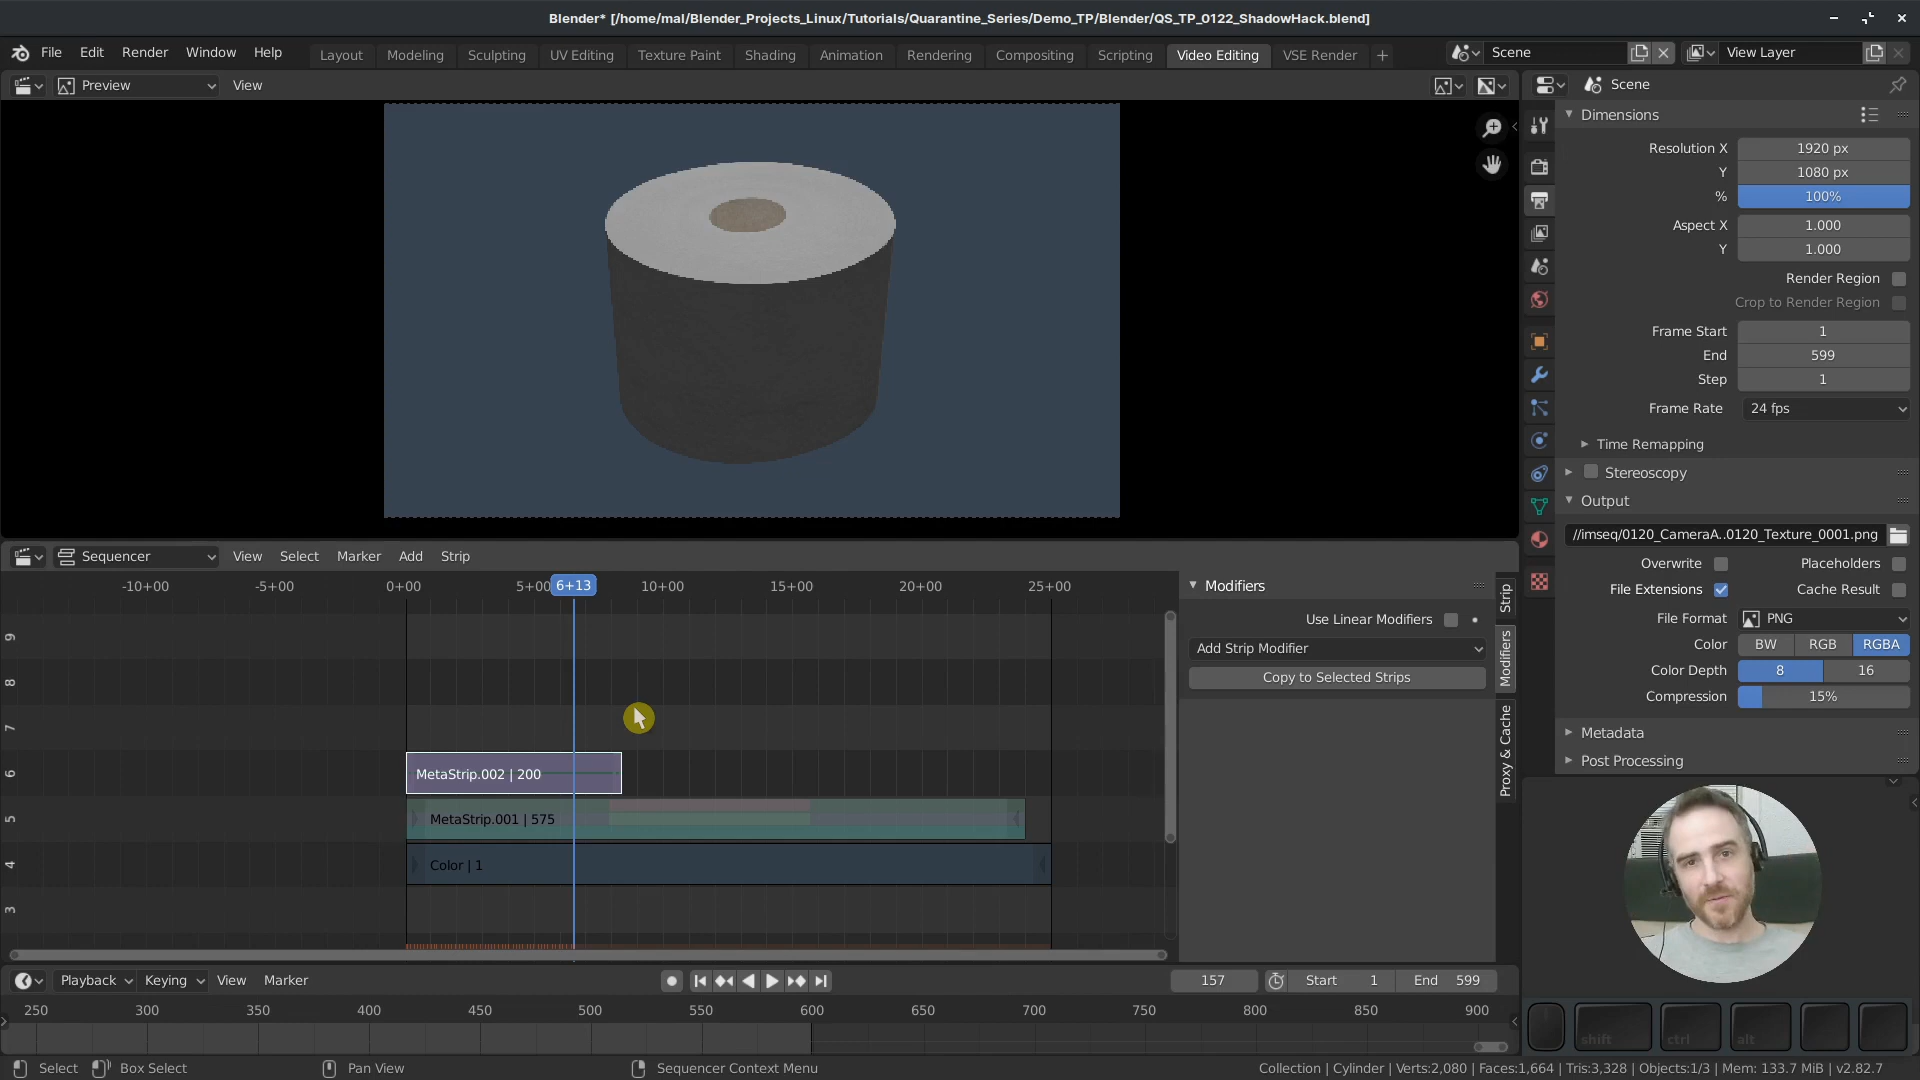 Blender* [/home/mal/Blender_Projects_Linux/Tutorials/Quarantine_Series/Demo_TP/Blender/QS_TP_0122_ShadowHack.blend]
File Edit Render Window Help Layout Modeling Sculpting UV Editing Texture Paint Shading Animation Rendering Compositing Scripting Video Editing VSE Render + Scene View Layer
Preview View
Scene
Dimensions
Resolution X 1920 px
Y 1080 px
% 100%
Aspect X 1.000
Y 1.000
Render Region
Crop to Render Region
Frame Start 1
End 599
Step 1
Frame Rate 24 fps
Time Remapping
Stereoscopy
Output
//imseq/0120_CameraA..0120_Texture_0001.png
Overwrite Placeholders
File Extensions Cache Result
File Format PNG
Color BW RGB RGBA
Color Depth 8 16
Compression 15%
Metadata
Post Processing
Sequencer View Select Marker Add Strip
-10+00 -5+00 0+00 5+00 6+13 10+00 15+00 20+00 25+00
9
8
7
6
5
4
3
MetaStrip.002 | 200
MetaStrip.001 | 575
Color | 1
Modifiers
Use Linear Modifiers
Add Strip Modifier
Copy to Selected Strips
Strip
Modifiers
Proxy & Cache
Playback Keying View Marker 157 Start 1 End 599
250 300 350 400 450 500 550 600 650 700 750 800 850 900
shift ctrl alt
Select Box Select Pan View Sequencer Context Menu Collection | Cylinder | Verts:2,080 | Faces:1,664 | Tris:3,328 | Objects:1/3 | Mem: 133.7 MiB | v2.82.7